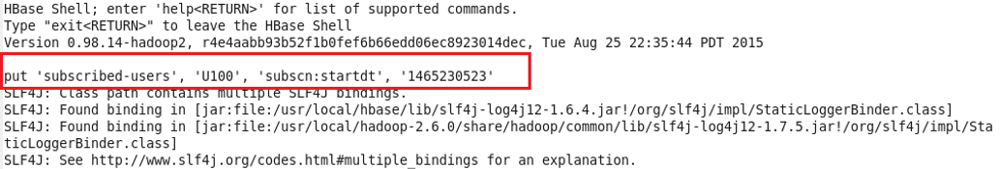 HBase Shell; enter 'help<RETURN>' for list of supported commands.
Type "exit<RETURN>" to leave the HBase Shell
Version 0.98.14-hadoop2, r4e4aabb93b52f1b0fef6b66edd06ec8923014dec, Tue Aug 25 22:35:44 PDT 2015
put 'subscribed-users', 'U100', 'subscn:startdt', '1465230523'
SLF4J: Class path contains multiple SLF4J bindings.
SLF4J: Found binding in [jar:file:/usr/local/hbase/lib/slf4j-log4j12-1.6.4.jar!/org/slf4j/impl/StaticLoggerBinder.class]
SLF4J: Found binding in [jar:file:/usr/local/hadoop-2.6.0/share/hadoop/common/lib/slf4j-log4j12-1.7.5.jar!/org/slf4j/impl/Sta
ticLoggerBinder.class]
SLF4J: See http://www.slf4j.org/codes.html#multiple_bindings for an explanation.